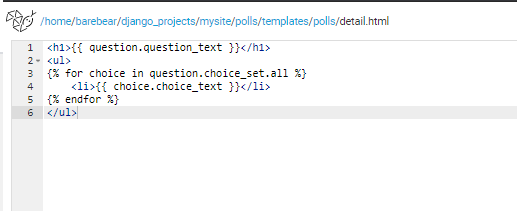 /home/barebear/django_projects/mysite/polls/templates/polls/detail.html
1 <h1>{{ question.question_text }}</h1>
2 <ul>
3 {% for choice in question.choice_set.all %}
4     <li>{{ choice.choice_text }}</li>
5 {% endfor %}
6 </ul>